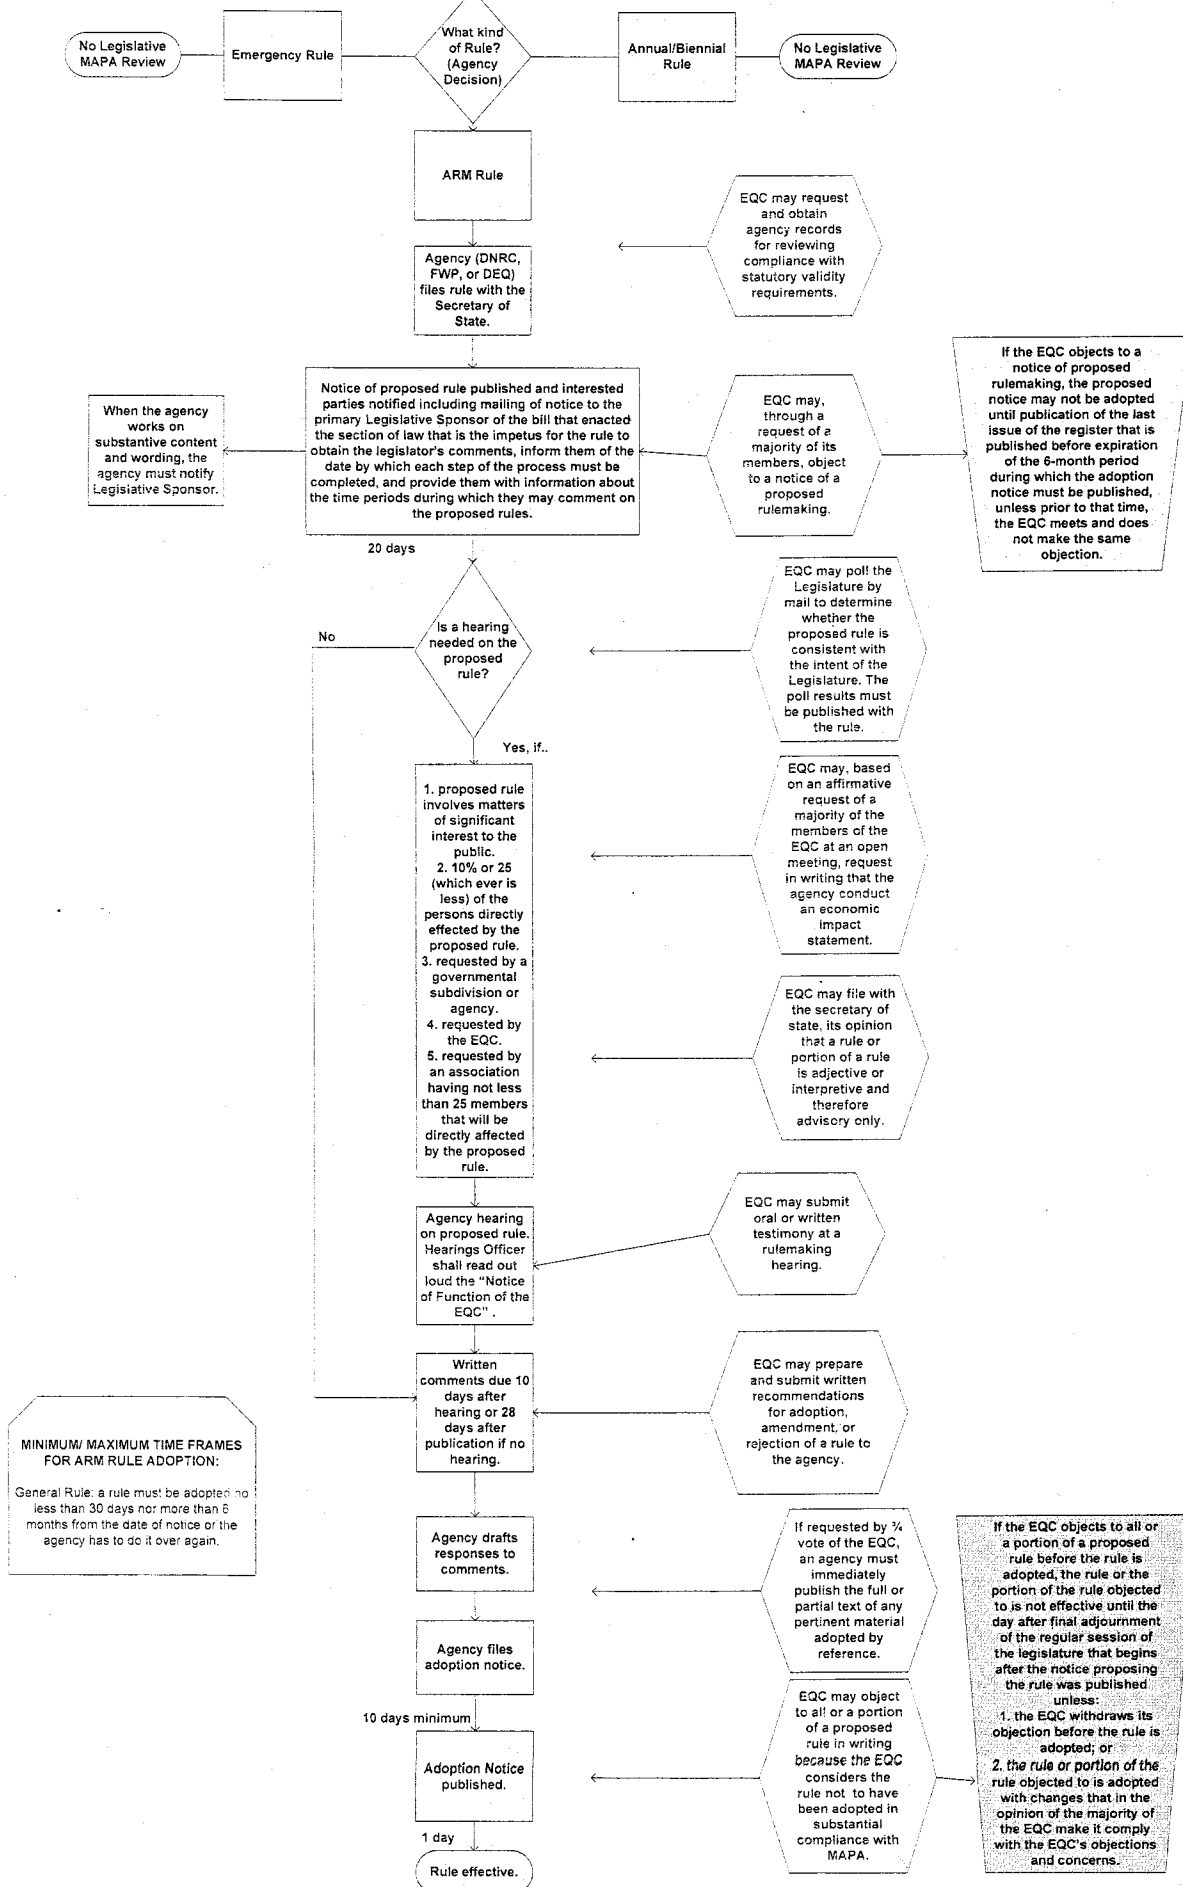 What kind
of Rule?
(Agency
Decision)
No Legislative
MAPA Review
Emergency Rule
Annual/Biennial
Rule
No Legislative
MAPA Review
ARM Rule
EQC may request
and obtain
agency records
for reviewing
compliance with
statutory validity
requirements.
Agency (DNRC,
FWP, or DEQ)
files rule with the
Secretary of
State.
When the agency
works on
substantive content
and wording, the
agency must notify
Legislative Sponsor.
Notice of proposed rule published and interested
parties notified including mailing of notice to the
primary Legislative Sponsor of the bill that enacted
the section of law that is the impetus for the rule to
obtain the legislator's comments, inform them of the
date by which each step of the process must be
completed, and provide them with information about
the time periods during which they may comment on
the proposed rules.
EQC may,
through a
request of a
majority of its
members, object
to a notice of a
proposed
rulemaking.
If the EQC objects to a
notice of proposed
rulemaking, the proposed
notice may not be adopted
until publication of the last
issue of the register that is
published before expiration
of the 6-month period
during which the adoption
notice must be published,
unless prior to that time,
the EQC meets and does
not make the same
objection.
20 days
Is a hearing
needed on the
proposed
rule?
No
EQC may poll the
Legislature by
mail to determine
whether the
proposed rule is
consistent with
the intent of the
Legislature. The
poll results must
be published with
the rule.
Yes, if..
1. proposed rule
involves matters
of significant
interest to the
public.
2. 10% or 25
(which ever is
less) of the
persons directly
effected by the
proposed rule.
3. requested by a
governmental
subdivision or
agency.
4. requested by
the EQC.
5. requested by
an association
having not less
than 25 members
that will be
directly affected
by the proposed
rule.
EQC may, based
on an affirmative
request of a
majority of the
members of the
EQC at an open
meeting, request
in writing that the
agency conduct
an economic
impact
statement.
EQC may file with
the secretary of
state, its opinion
that a rule or
portion of a rule
is adjective or
interpretive and
therefore
advisory only.
Agency hearing
on proposed rule.
Hearings Officer
shall read out
loud the "Notice
of Function of the
EQC" .
EQC may submit
oral or written
testimony at a
rulemaking
hearing.
Written
comments due 10
days after
hearing or 28
days after
publication if no
hearing.
EQC may prepare
and submit written
recommendations
for adoption,
amendment, or
rejection of a rule to
the agency.
MINIMUM/ MAXIMUM TIME FRAMES
FOR ARM RULE ADOPTION:
General Rule: a rule must be adopted no
less than 30 days nor more than 6
months from the date of notice or the
agency has to do it over again.
Agency drafts
responses to
comments.
If requested by ¾
vote of the EQC,
an agency must
immediately
publish the full or
partial text of any
pertinent material
adopted by
reference.
If the EQC objects to all or
a portion of a proposed
rule before the rule is
adopted, the rule or the
portion of the rule objected
to is not effective until the
day after final adjournment
of the regular session of
the legislature that begins
after the notice proposing
the rule was published
unless:
1. the EQC withdraws its
objection before the rule is
adopted; or
2. the rule or portion of the
rule objected to is adopted
with changes that in the
opinion of the majority of
the EQC make it comply
with the EQC's objections
and concerns.
Agency files
adoption notice.
10 days minimum
Adoption Notice
published.
EQC may object
to all or a portion
of a proposed
rule in writing
because the EQC
considers the
rule not to have
been adopted in
substantial
compliance with
MAPA.
1 day
Rule effective.